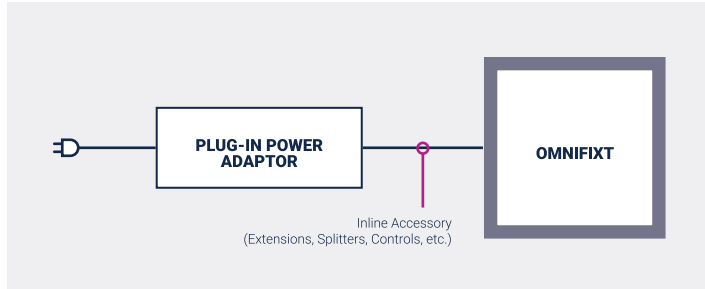 PLUG-IN POWER
ADAPTOR
OMNIFIXT
Inline Accessory
(Extensions, Splitters, Controls, etc.)